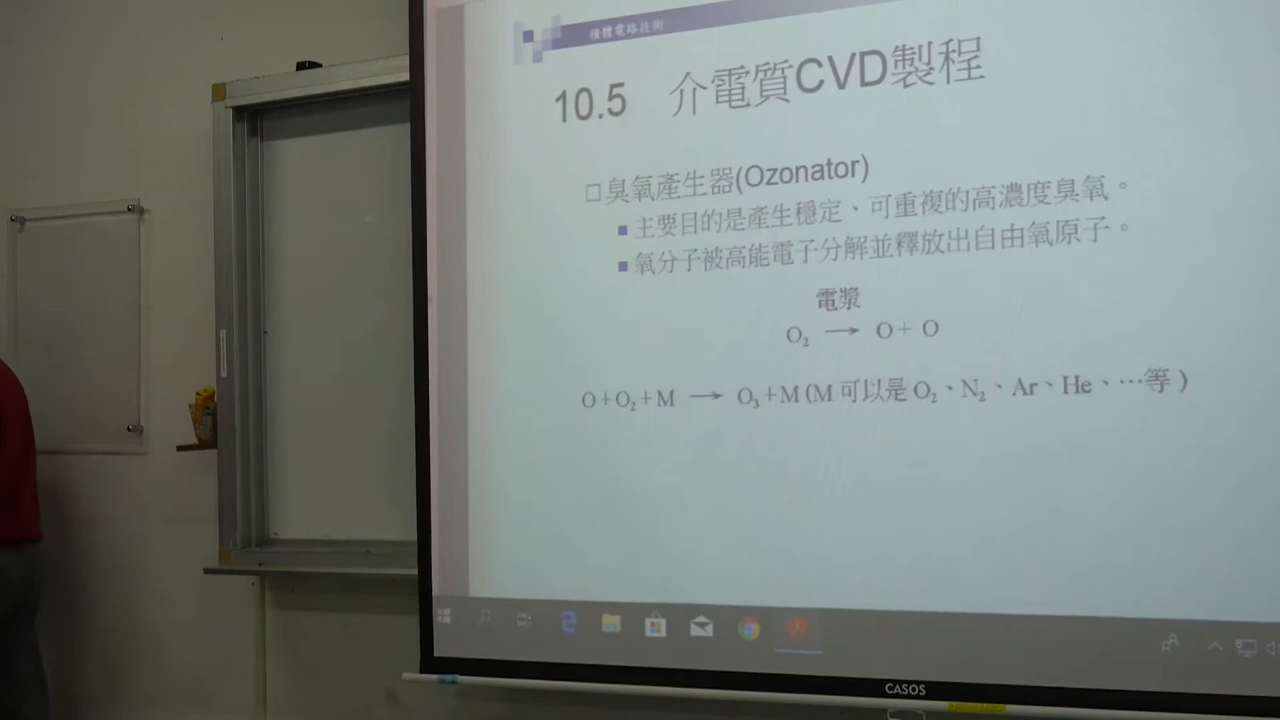 積體電路技術
10.5 介電質CVD製程
臭氧產生器(Ozonator)
主要目的是產生穩定、可重複的高濃度臭氧。
氧分子被高能電子分解並釋放出自由氧原子。
電漿
O₂ → O + O
O+O₂+M → O₃+M (M 可以是 O₂、N₂、Ar、He、…等)
CASOS